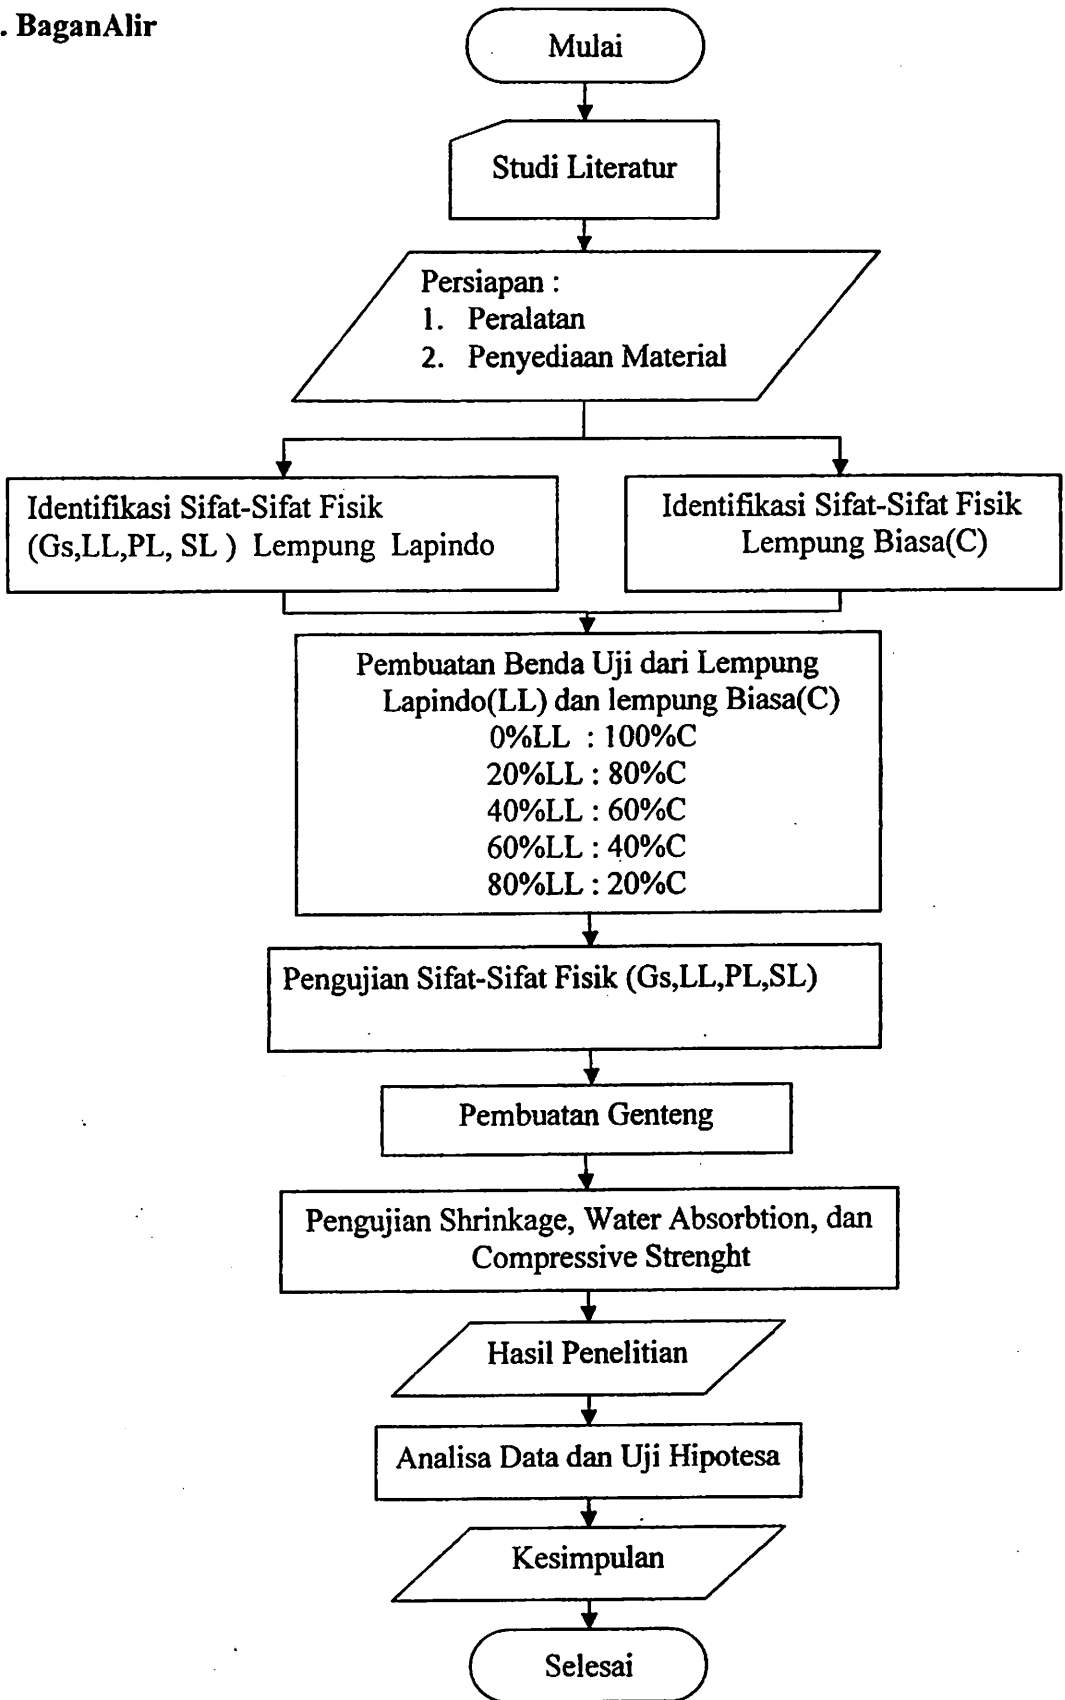 . BaganAlir
Mulai
Studi Literatur
Persiapan :
1. Peralatan
2. Penyediaan Material
Identifikasi Sifat-Sifat Fisik
(Gs,LL,PL, SL ) Lempung Lapindo
Identifikasi Sifat-Sifat Fisik
Lempung Biasa(C)
Pembuatan Benda Uji dari Lempung
Lapindo(LL) dan lempung Biasa(C)
0%LL : 100%C
20%LL : 80%C
40%LL : 60%C
60%LL : 40%C
80%LL : 20%C
Pengujian Sifat-Sifat Fisik (Gs,LL,PL,SL)
Pembuatan Genteng
Pengujian Shrinkage, Water Absorbtion, dan
Compressive Strenght
Hasil Penelitian
Analisa Data dan Uji Hipotesa
Kesimpulan
Selesai